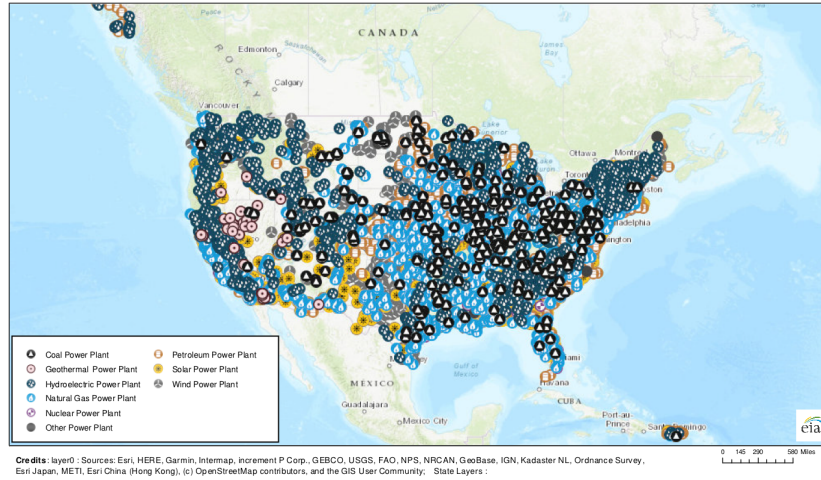 CANADA
Edmonton
Saskatchewan
James
Bay
Calgary
ROCKY
Vancouver
Lake
Superior
Ottawa
Montreal
Toronto
Gulf of
Mexico
MEXICO
Havana
CUBA
Guadalajara
Mexico City
Port-au-
Prince
Santo Domingo
Coal Power Plant
Geothermal Power Plant
Hydroelectric Power Plant
Natural Gas Power Plant
Nuclear Power Plant
Other Power Plant
Petroleum Power Plant
Solar Power Plant
Wind Power Plant
eia
Credits: layer0 : Sources: Esri, HERE, Garmin, Intermap, increment P Corp., GEBCO, USGS, FAO, NPS, NRCAN, GeoBase, IGN, Kadaster NL, Ordnance Survey,
Esri Japan, METI, Esri China (Hong Kong), (c) OpenStreetMap contributors, and the GIS User Community; State Layers :
0 145 290 580 Miles